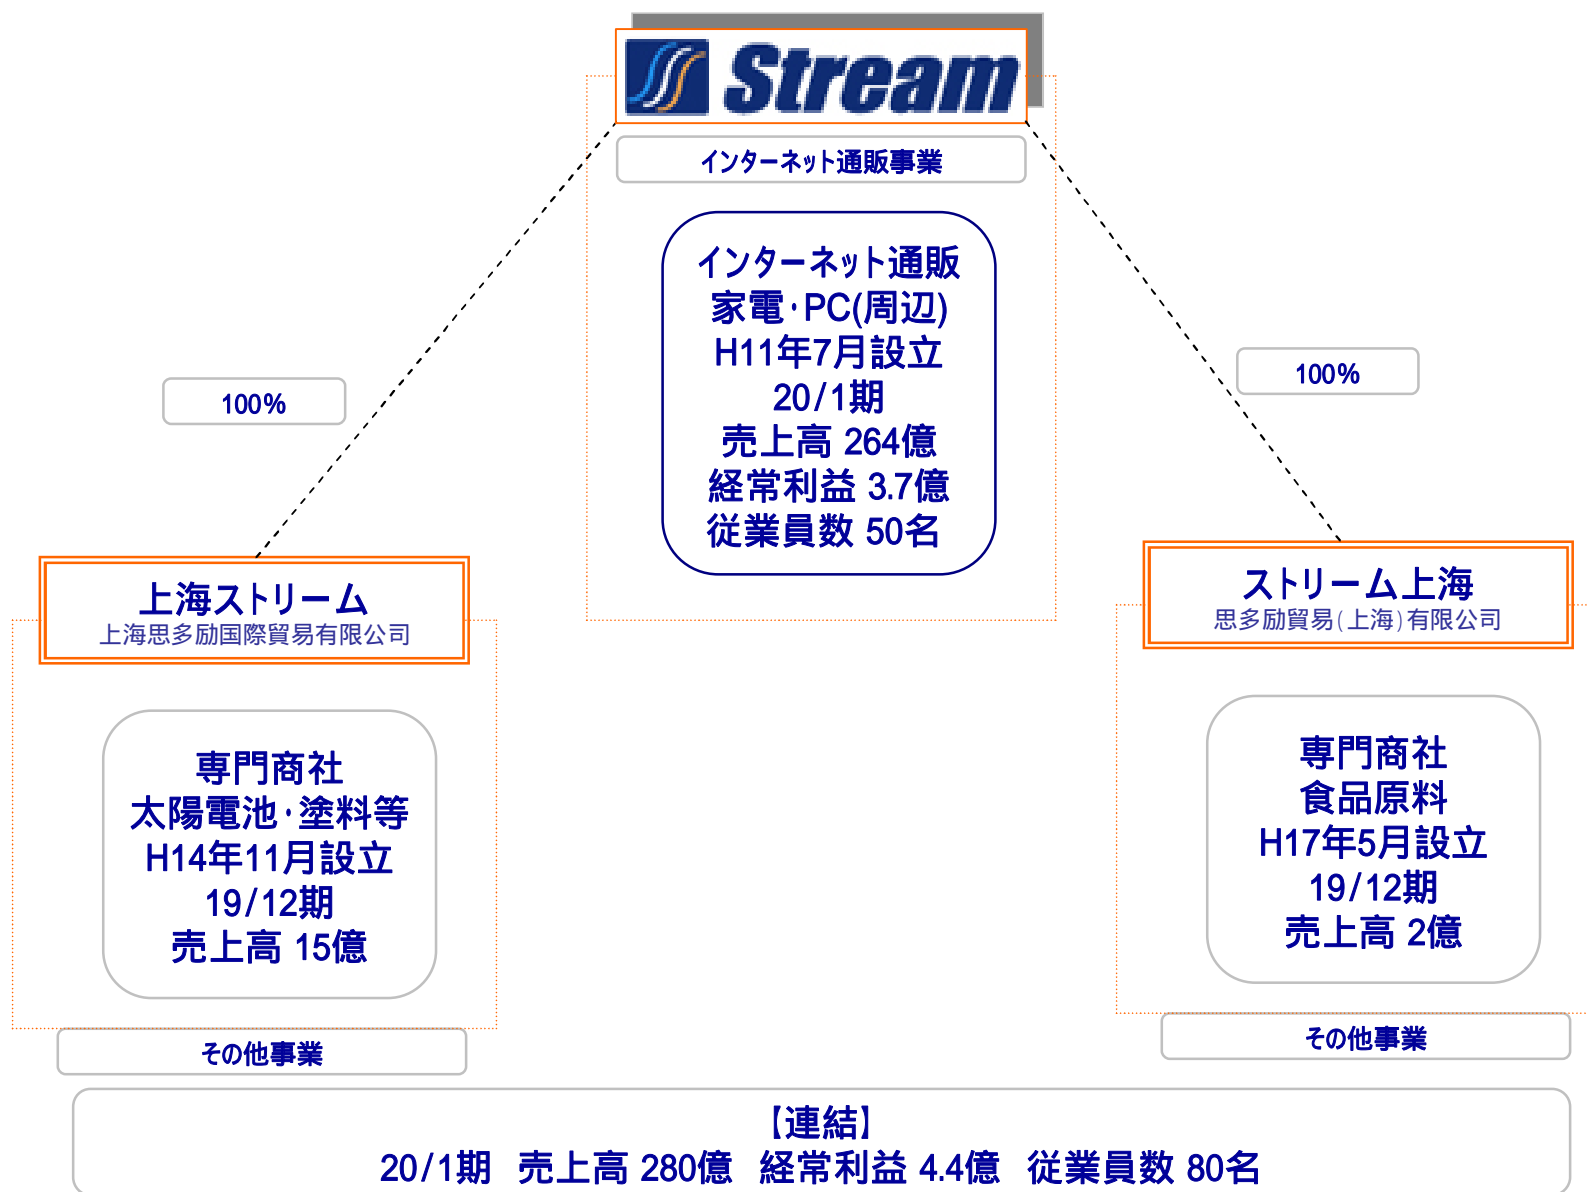 Stream
インターネット通販事業
インターネット通販
家電・PC(周辺)
H11年7月設立
20/1期
売上高 264億
経常利益 3.7億
従業員数 50名
100%
100%
上海ストリーム
上海思多励国際貿易有限公司
専門商社
太陽電池・塗料等
H14年11月設立
19/12期
売上高 15億
その他事業
ストリーム上海
思多励貿易(上海)有限公司
専門商社
食品原料
H17年5月設立
19/12期
売上高 2億
その他事業
【連結】
20/1期 売上高 280億 経常利益 4.4億 従業員数 80名